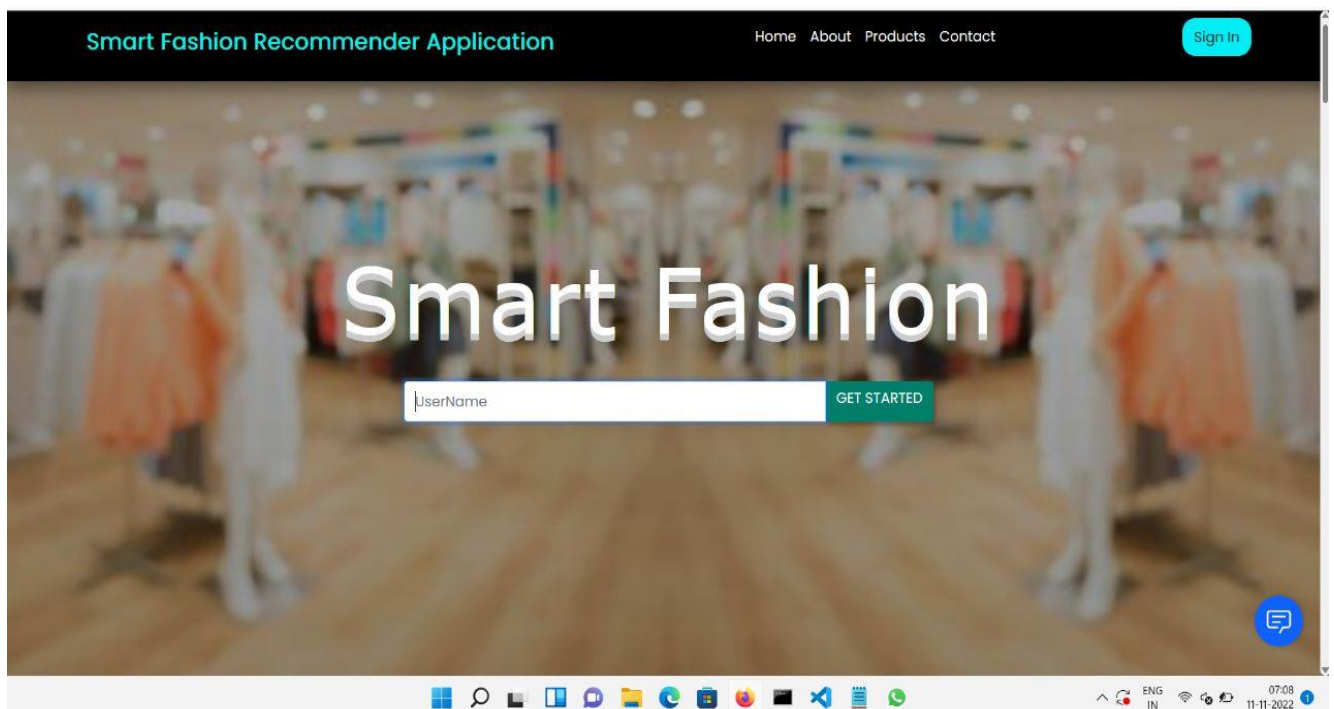 Smart Fashion Recommender Application
Home About Products Contact
Sign In
Smart Fashion
UserName
GET STARTED
ENG
IN
07:08
11-11-2022
1